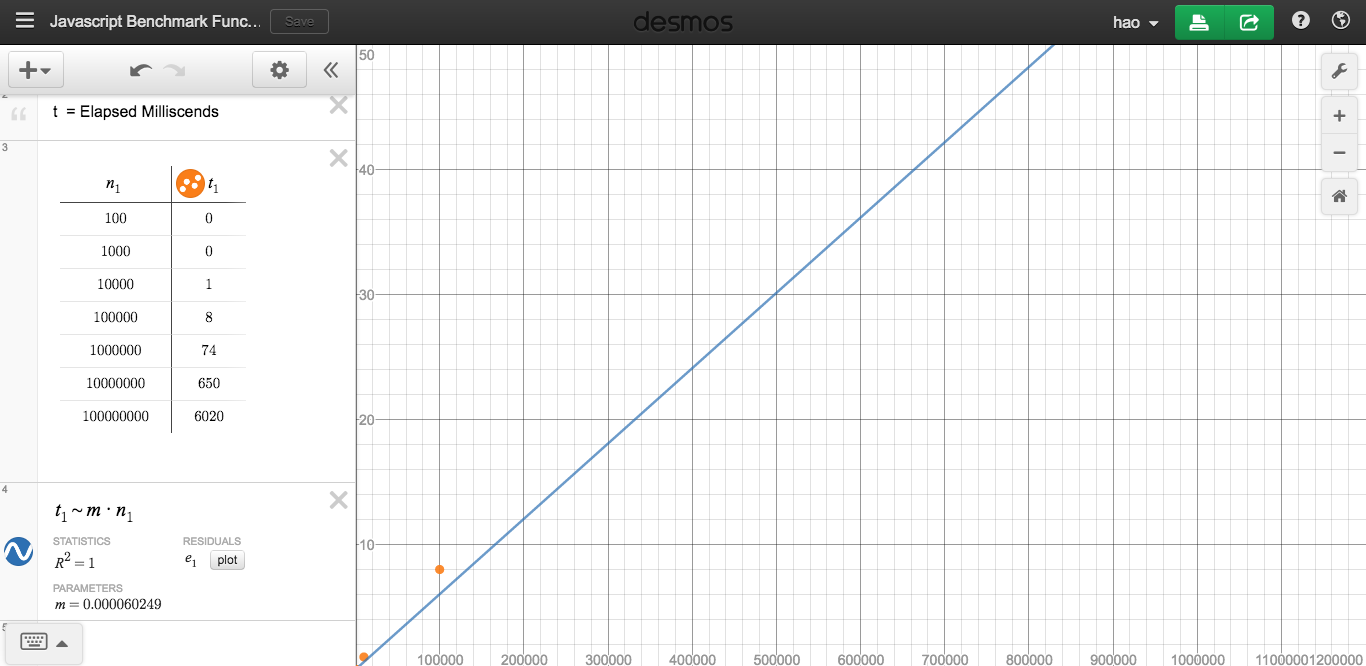 Javascript Benchmark Func... Save desmos hao ?
t = Elapsed Milliscends
3
n₁ t₁
100 0
1000 0
10000 1
100000 8
1000000 74
10000000 650
100000000 6020
4
t₁ ~ m · n₁
STATISTICS RESIDUALS
R² = 1 e₁ plot
PARAMETERS
m = 0.000060249
50
40
30
20
10
100000 200000 300000 400000 500000 600000 700000 800000 900000 1000000 1100000 1200000